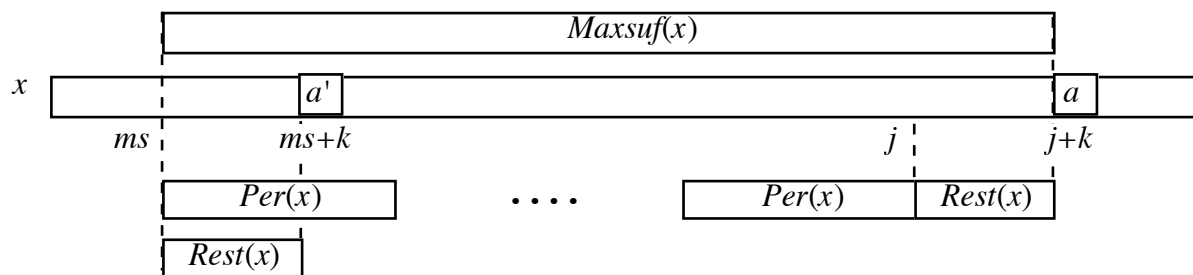 Maxsuf(x)
x a' a
ms ms+k j j+k
Per(x) .... Per(x) Rest(x)
Rest(x)